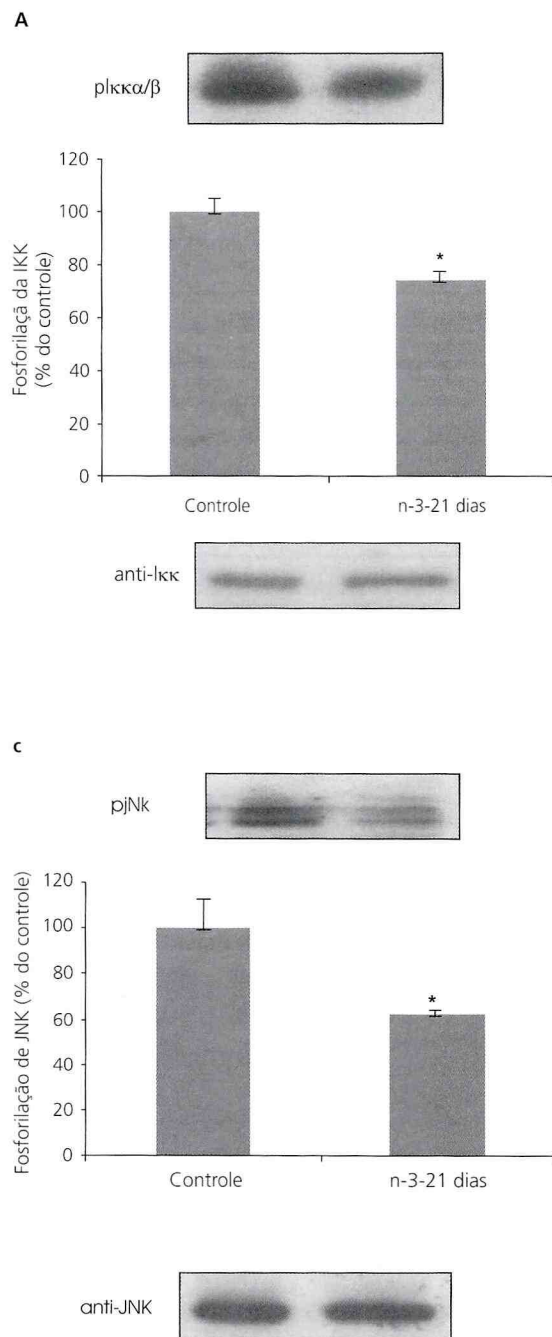 A
pIκκα/β
120
100
80
60
40
20
0
Fosforilaçã da IKK
(% do controle)
*
Controle
n-3-21 dias
anti-Iκκ
c
pjNk
120
100
80
60
40
20
0
Fosforilação de JNK (% do controle)
*
Controle
n-3-21 dias
anti-JNK